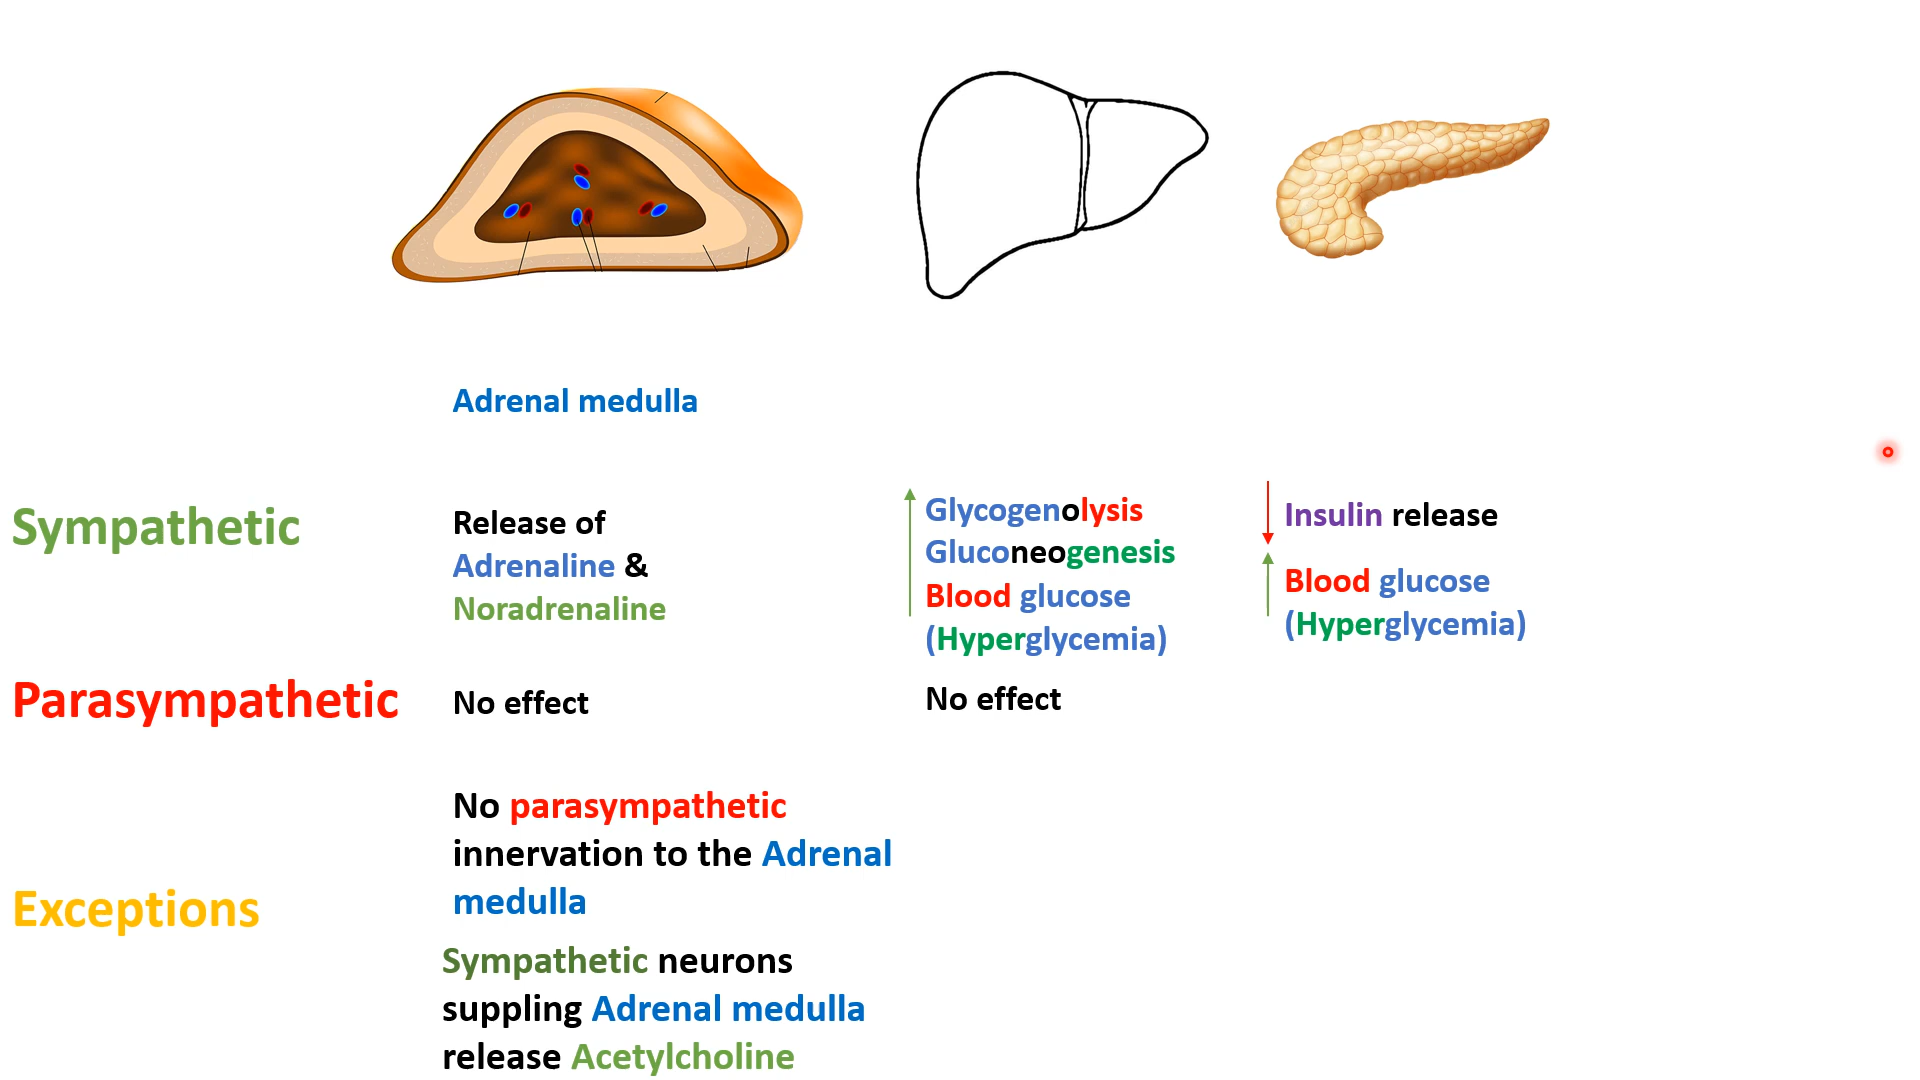 Adrenal medulla
Sympathetic
Release of
Adrenaline &
Noradrenaline
Glycogenolysis
Gluconeogenesis
Blood glucose
(Hyperglycemia)
Insulin release
Blood glucose
(Hyperglycemia)
Parasympathetic
No effect
No effect
Exceptions
No parasympathetic
innervation to the Adrenal
medulla
Sympathetic neurons
suppling Adrenal medulla
release Acetylcholine